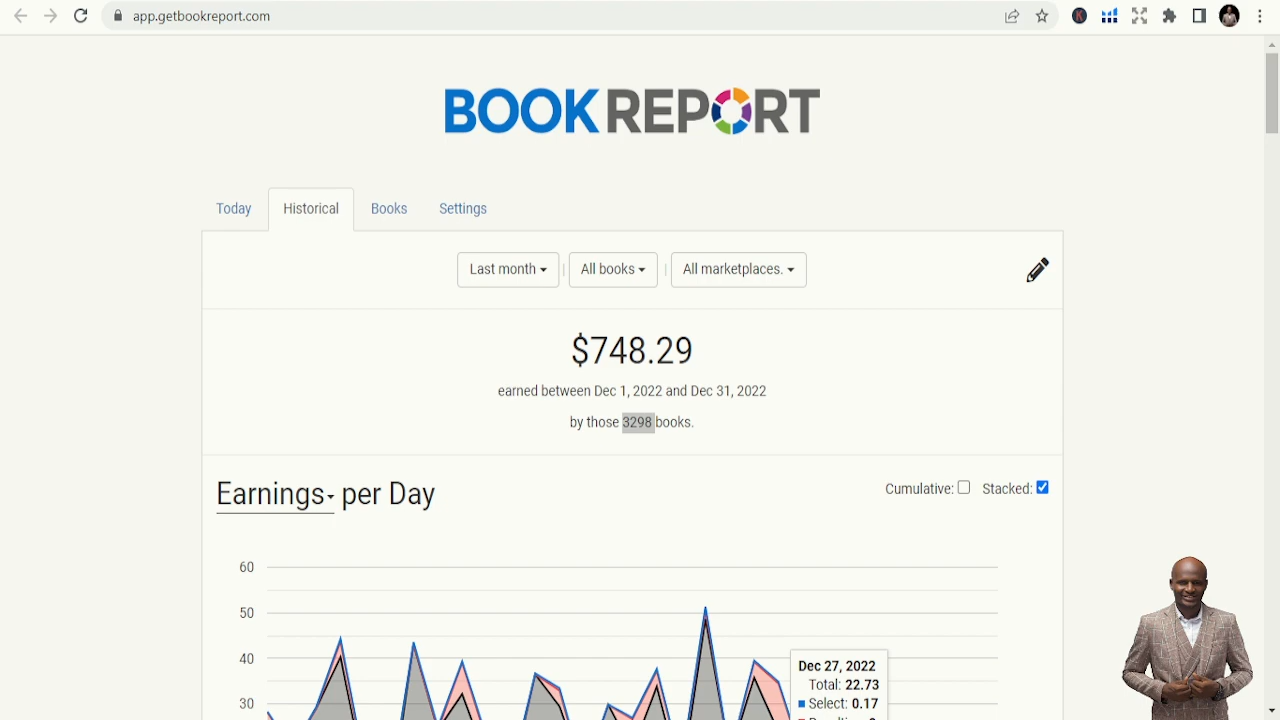 app.getbookreport.com
BOOKREPORT
Today Historical Books Settings
Last month All books All marketplaces.
$748.29
earned between Dec 1, 2022 and Dec 31, 2022
by those 3298 books.
Earnings per Day
Cumulative: Stacked:
60
50
40
30
Dec 27, 2022
Total: 22.73
Select: 0.17